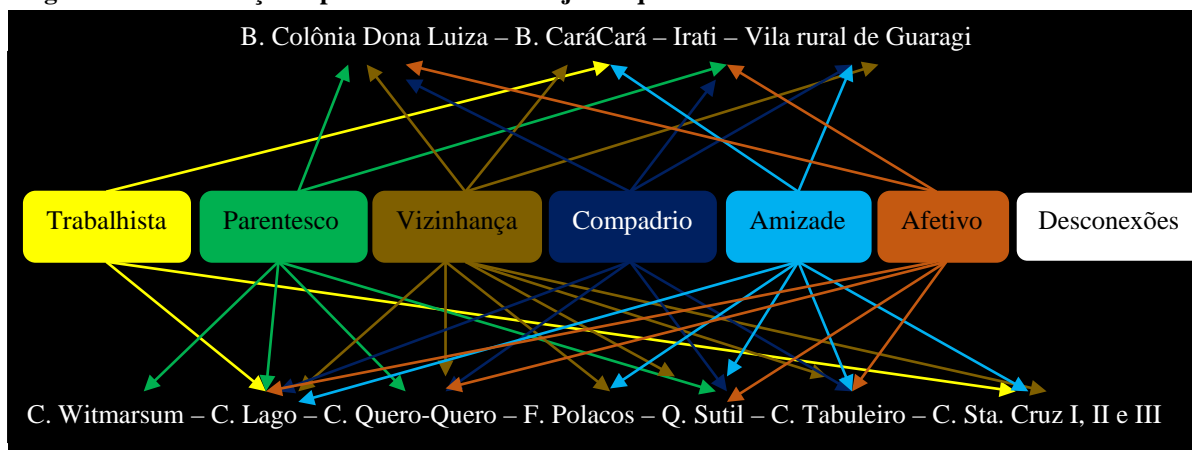 B. Colônia Dona Luiza – B. CaráCará – Irati – Vila rural de Guaragi
Trabalhista Parentesco Vizinhança Compadrio Amizade Afetivo Desconexões
C. Witmarsum – C. Lago – C. Quero-Quero – F. Polacos – Q. Sutil – C. Tabuleiro – C. Sta. Cruz I, II e III